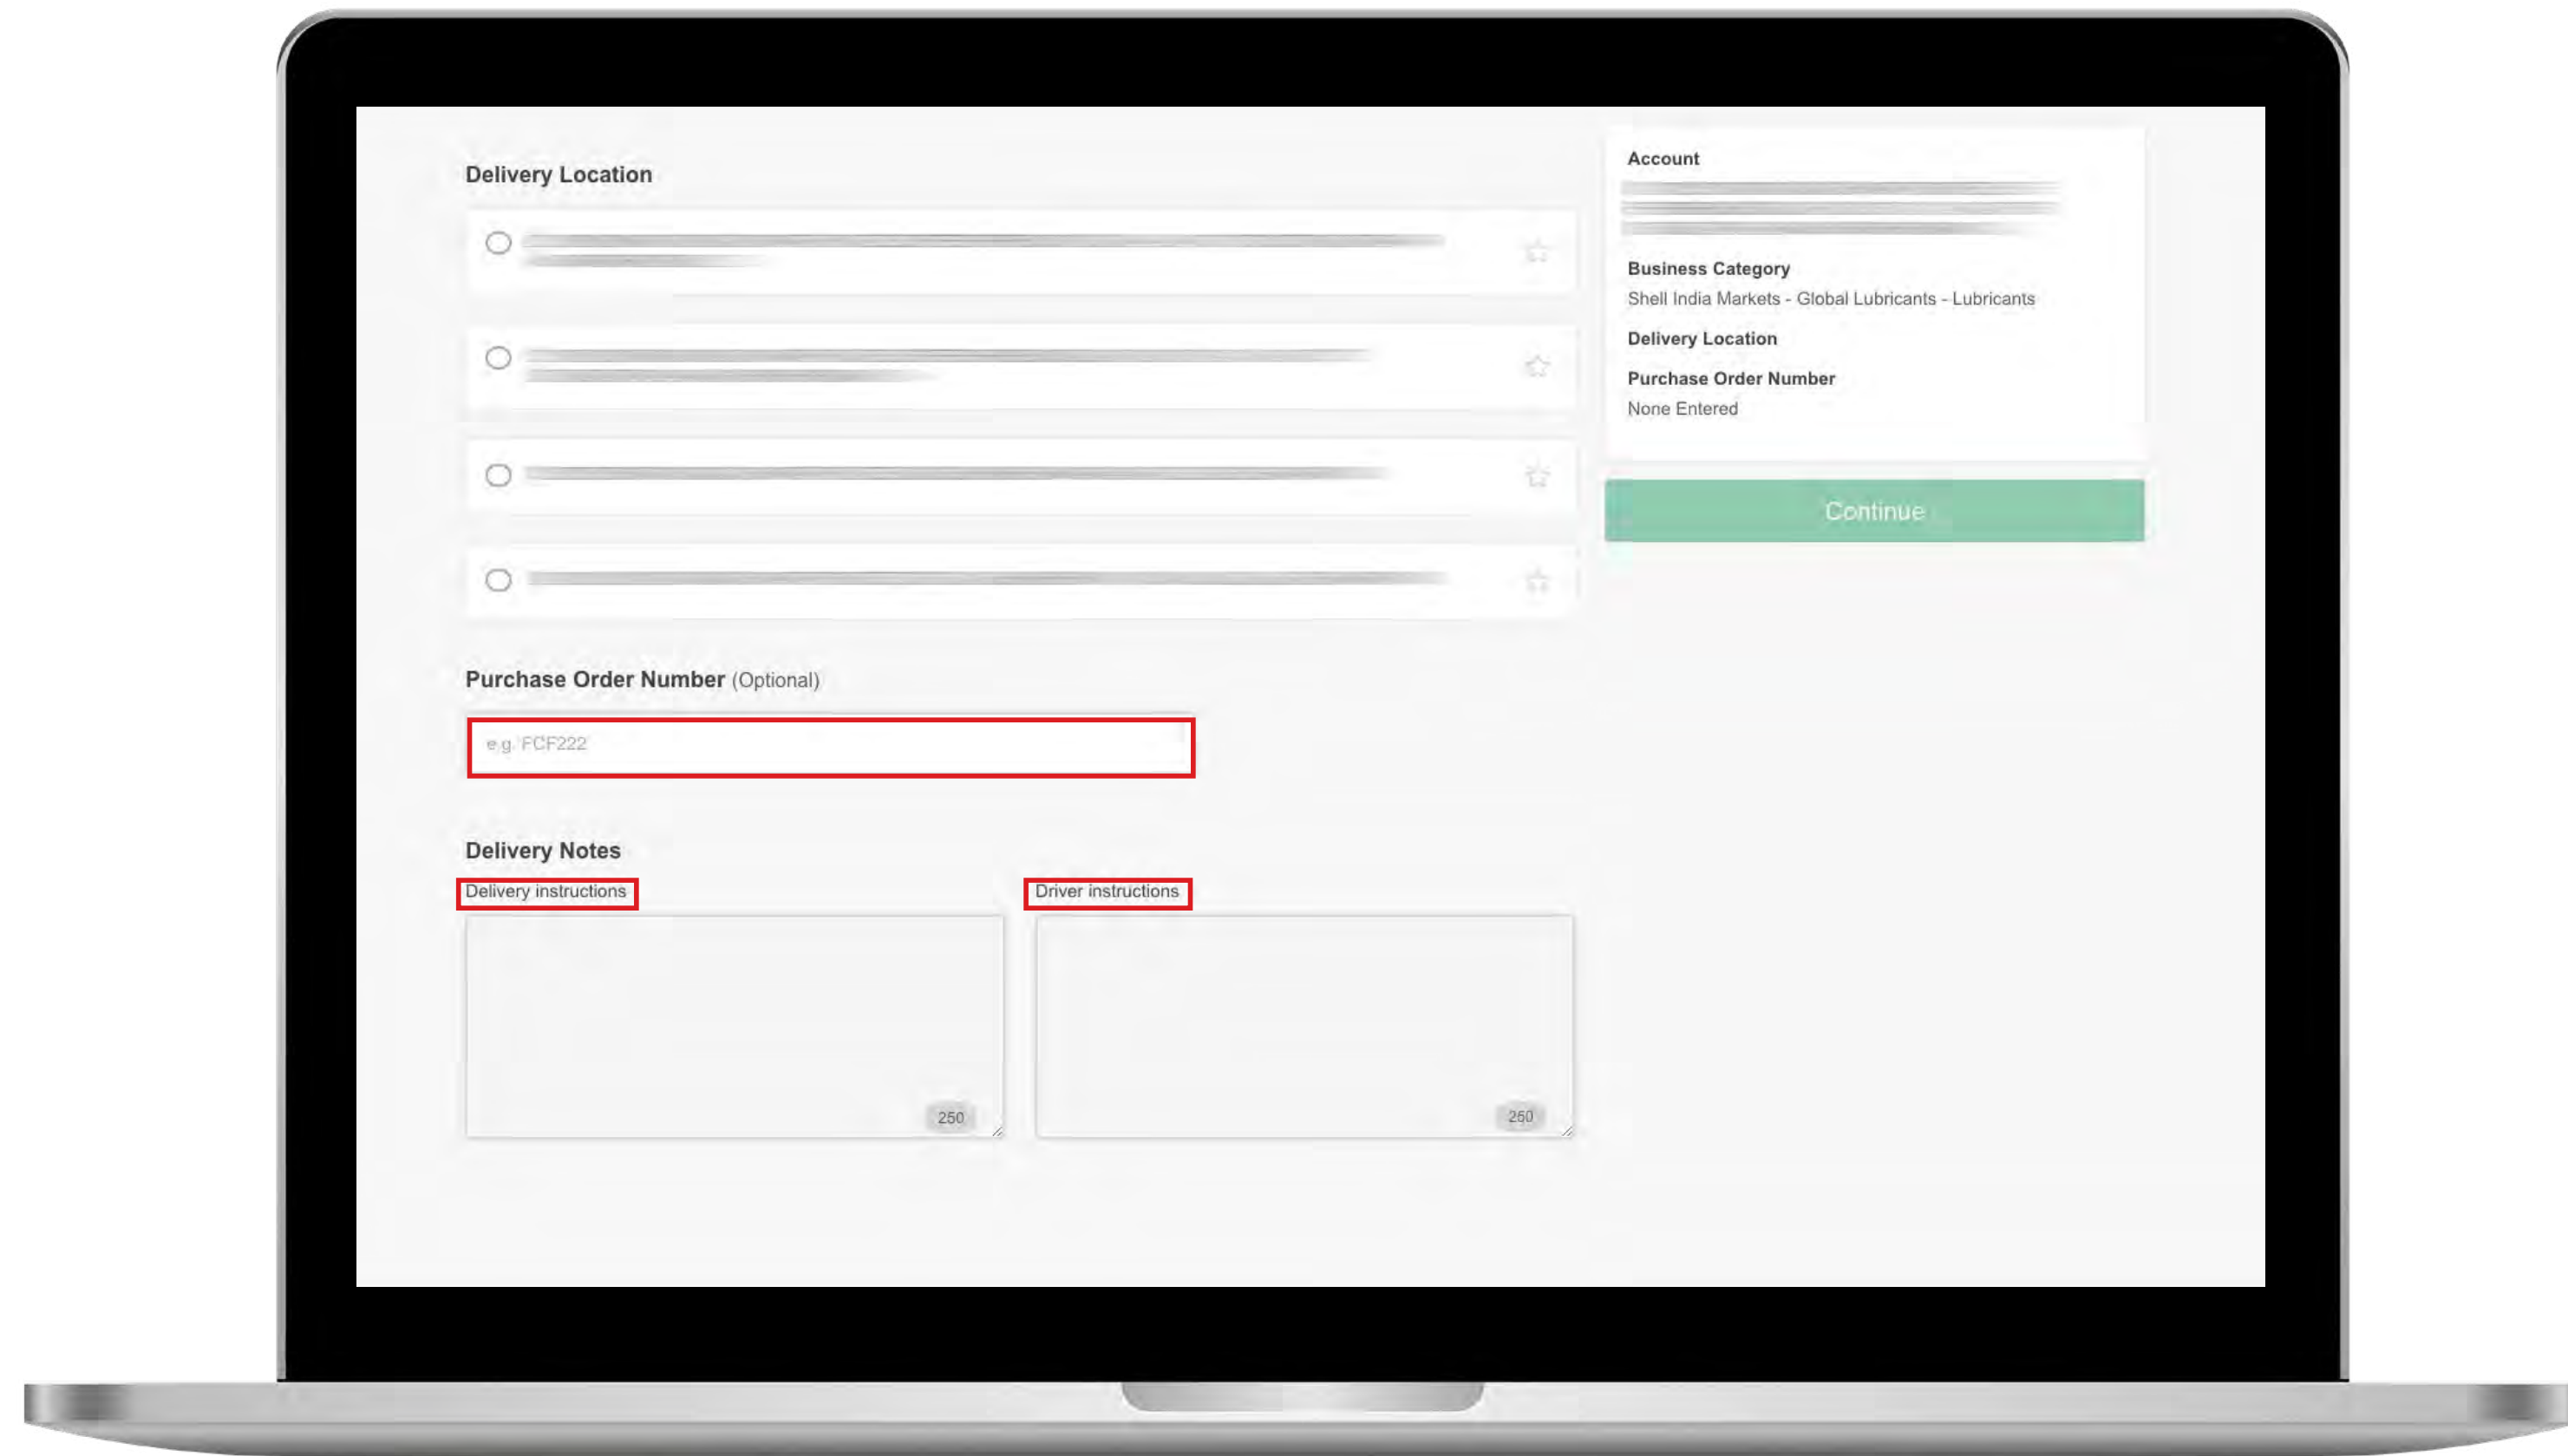 Delivery Location
Purchase Order Number (Optional)
e.g. FCF222
Delivery Notes
Delivery instructions
Driver instructions
250
250
Account
Business Category
Shell India Markets - Global Lubricants - Lubricants
Delivery Location
Purchase Order Number
None Entered
Continue